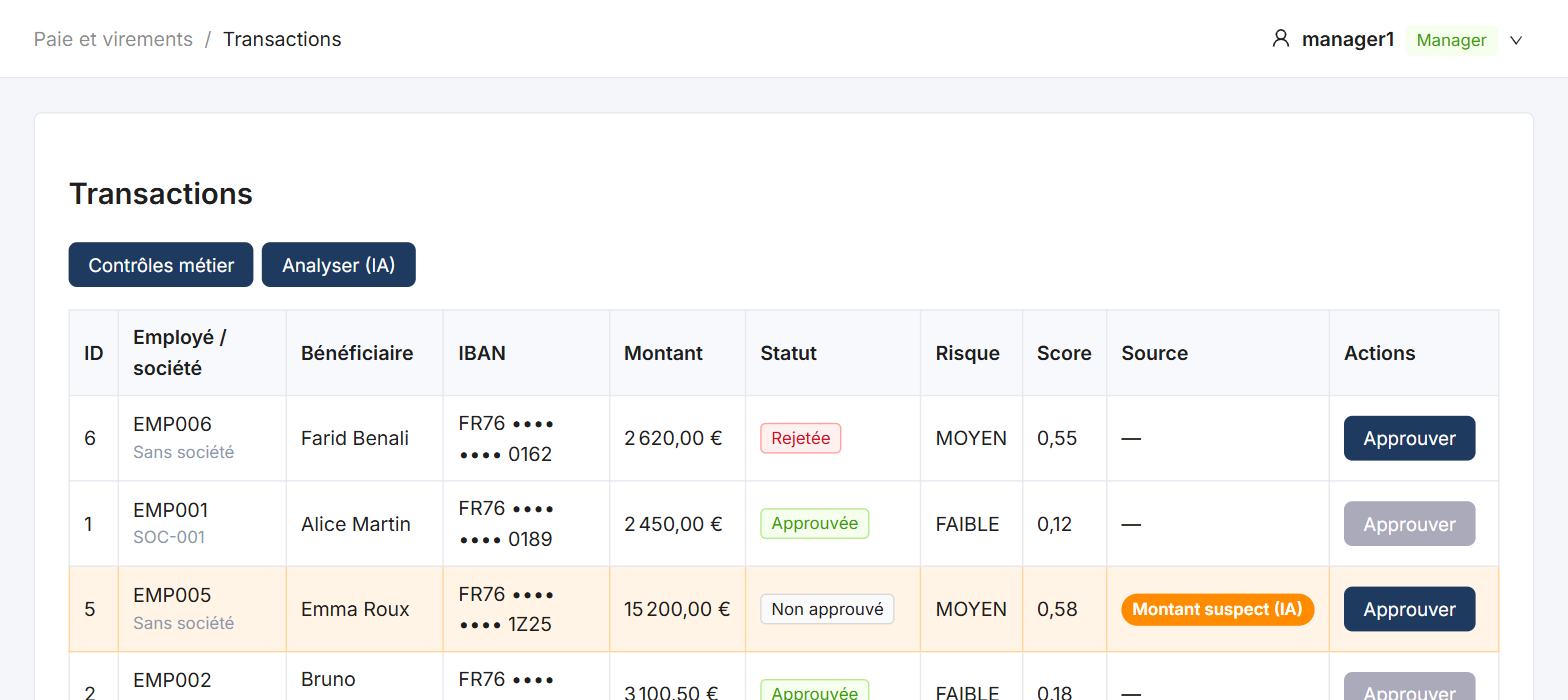 Paie et virements / Transactions
manager1 Manager
Transactions
Contrôles métier Analyser (IA)
ID Employé / société Bénéficiaire IBAN Montant Statut Risque Score Source Actions
6 EMP006 Sans société Farid Benali FR76 •••• •••• 0162 2 620,00 € Rejetée MOYEN 0,55 — Approuver
1 EMP001 SOC-001 Alice Martin FR76 •••• •••• 0189 2 450,00 € Approuvée FAIBLE 0,12 — Approuver
5 EMP005 Sans société Emma Roux FR76 •••• •••• 1Z25 15 200,00 € Non approuvé MOYEN 0,58 Montant suspect (IA) Approuver
2 EMP002 Bruno FR76 •••• 3 100,50 € Approuvée FAIBLE 0,18 — Approuver